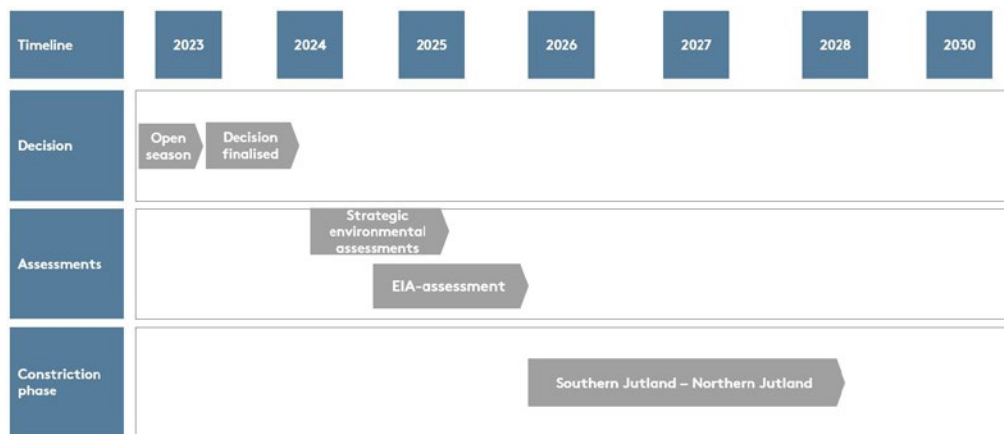 Timeline
2023
2024
2025
2026
2027
2028
2030
Decision
Open
season
Decision
finalised
Assessments
Strategic
environmental
assessments
EIA-assessment
Constriction
phase
Southern Jutland – Northern Jutland